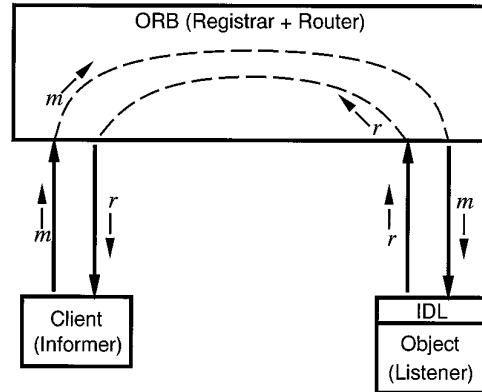 ORB (Registrar + Router)
m
r
m
r
r
m
Client
(Informer)
IDL
Object
(Listener)